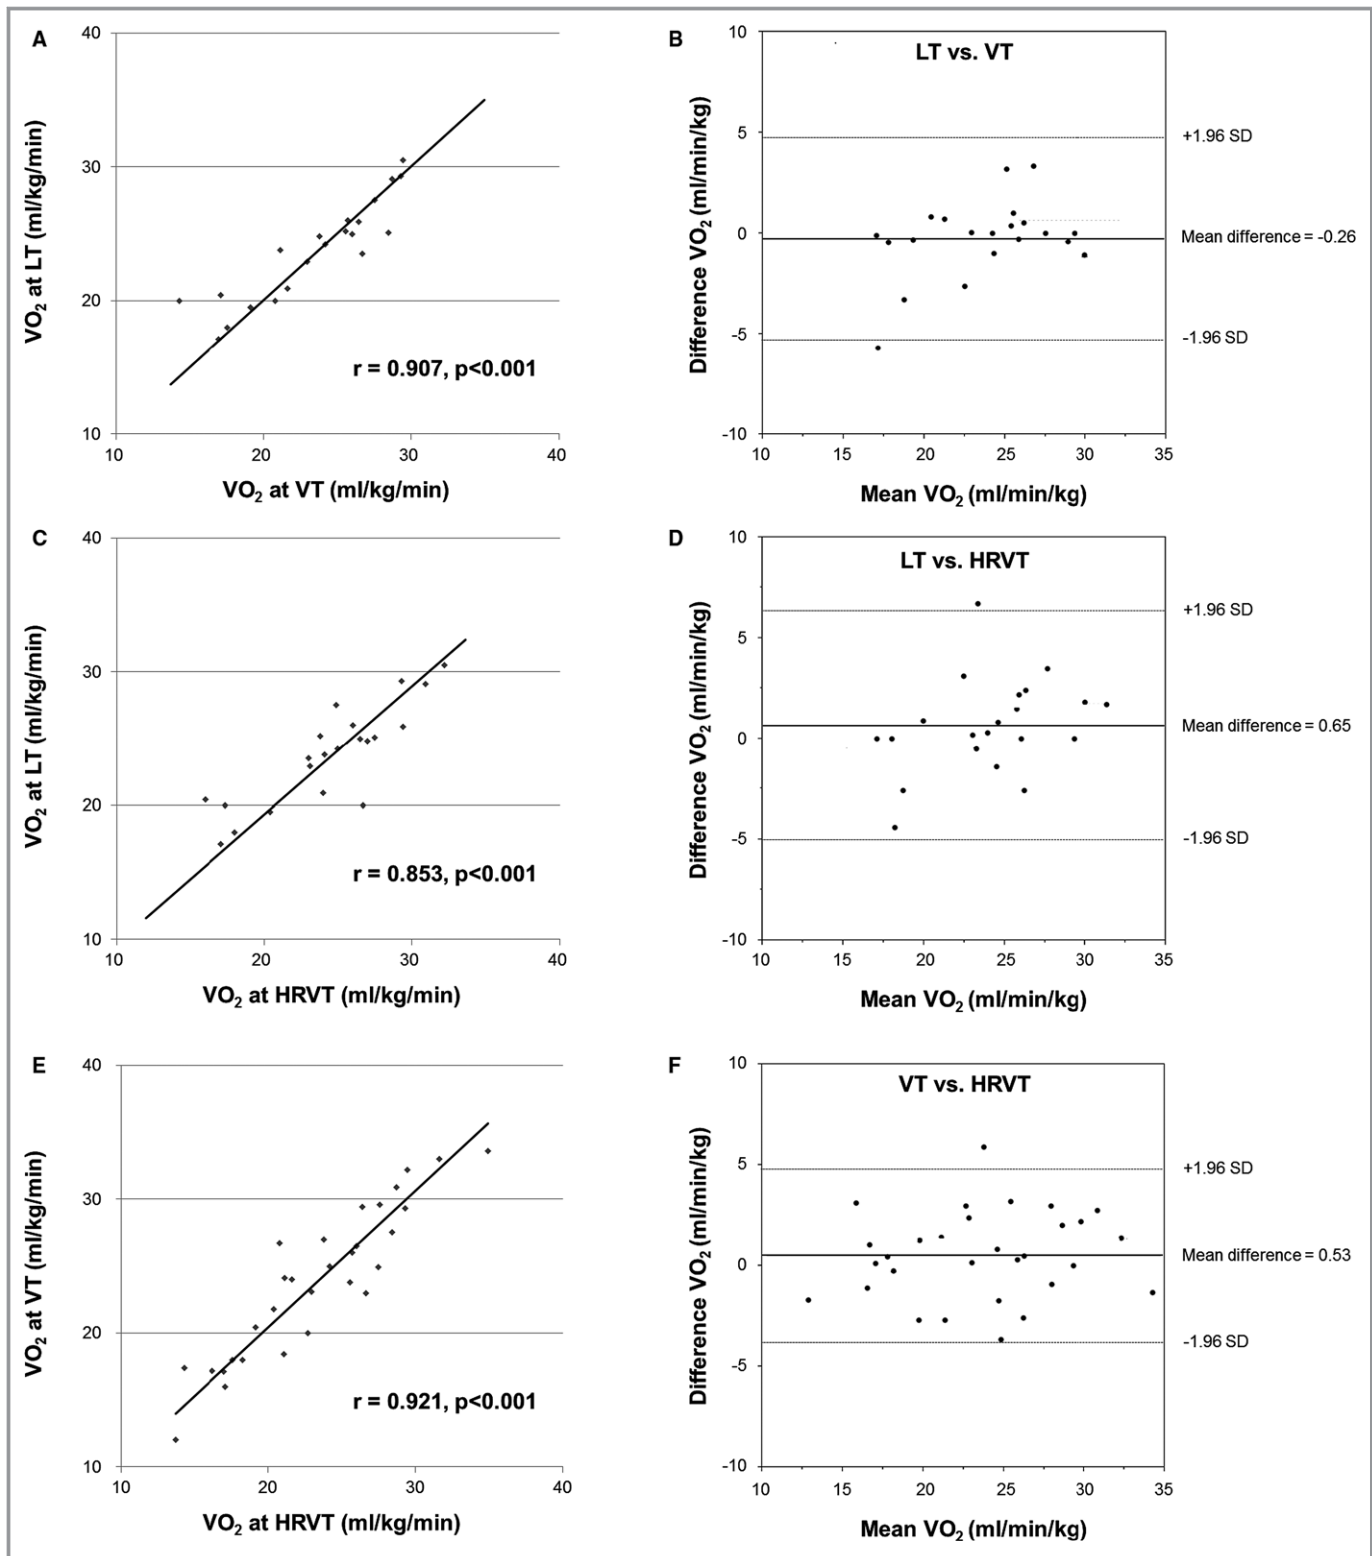 A
40
30
20
10
10 20 30 40
VO₂ at LT (ml/kg/min)
r = 0.907, p<0.001
VO₂ at VT (ml/kg/min)
B
LT vs. VT
10
5
0
-5
-10
10 15 20 25 30 35
Difference VO₂ (ml/min/kg)
+1.96 SD
Mean difference = -0.26
-1.96 SD
Mean VO₂ (ml/min/kg)
C
40
30
20
10
10 20 30 40
VO₂ at LT (ml/kg/min)
r = 0.853, p<0.001
VO₂ at HRVT (ml/kg/min)
D
LT vs. HRVT
10
5
0
-5
-10
10 15 20 25 30 35
Difference VO₂ (ml/min/kg)
+1.96 SD
Mean difference = 0.65
-1.96 SD
Mean VO₂ (ml/min/kg)
E
40
30
20
10
10 20 30 40
VO₂ at VT (ml/kg/min)
r = 0.921, p<0.001
VO₂ at HRVT (ml/kg/min)
F
VT vs. HRVT
10
5
0
-5
-10
10 15 20 25 30 35
Difference VO₂ (ml/min/kg)
+1.96 SD
Mean difference = 0.53
-1.96 SD
Mean VO₂ (ml/min/kg)